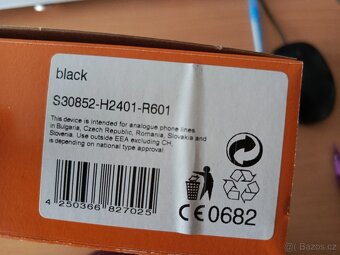 black
S30852-H2401-R601
This device is intended for analogue phone lines
in Bulgaria, Czech Republic, Romania, Slovakia and
Slovenia. Use outside EEA excluding CH,
is depending on national type approval
4 250366 827025
CE 0682
Bazoš.cz